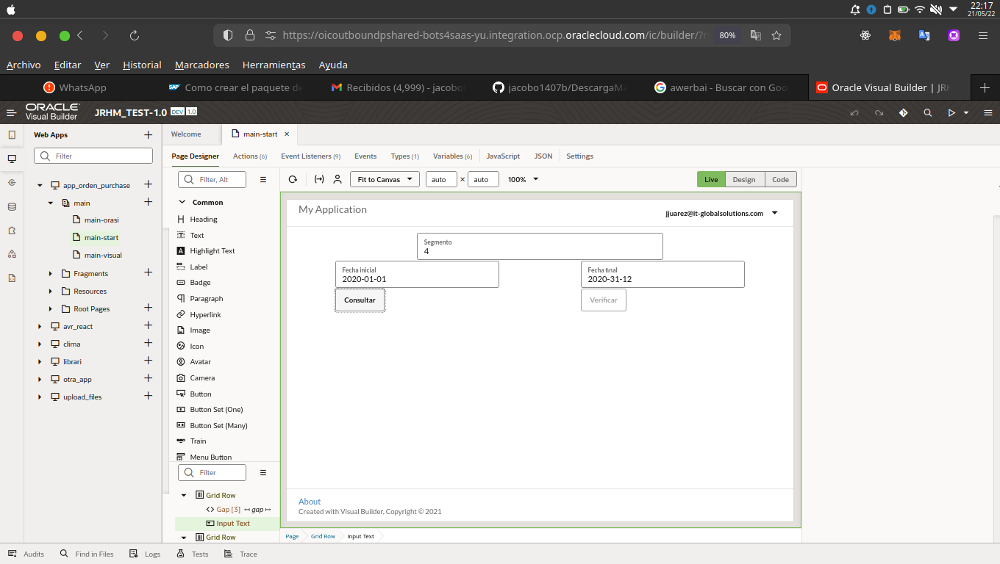 22:17
21/05/22
https://oicoutboundpshared-bots4saas-yu.integration.ocp.oraclecloud.com/ic/builder/?
80%
Archivo Editar Ver Historial Marcadores Herramientas Ayuda
WhatsApp
Como crear el paquete de
Recibidos (4,999) - jacobo
jacobo1407b/DescargaMa
awerbai - Buscar con Goo
Oracle Visual Builder | JRH
ORACLE
Visual Builder
JRHM_TEST-1.0 DEV 1.0
Web Apps
Filter
app_orden_purchase
main
main-orasi
main-start
main-visual
Fragments
Resources
Root Pages
avr_react
clima
librari
otra_app
upload_files
Welcome
main-start
Page Designer
Actions (6)
Event Listeners (9)
Events
Types (1)
Variables (6)
JavaScript
JSON
Settings
Filter, Alt
Fit to Canvas
auto × auto
100%
Live
Design
Code
Common
Heading
Text
Highlight Text
Label
Badge
Paragraph
Hyperlink
Image
Icon
Avatar
Camera
Button
Button Set (One)
Button Set (Many)
Train
Menu Button
Filter
Grid Row
Gap [3] gap
Input Text
Grid Row
My Application
jjuarez@it-globalsolutions.com
Segmento
4
Fecha inicial
2020-01-01
Fecha final
2020-31-12
Consultar
Verificar
About
Created with Visual Builder, Copyright © 2021
Page
Grid Row
Input Text
Audits
Find in Files
Logs
Tests
Trace